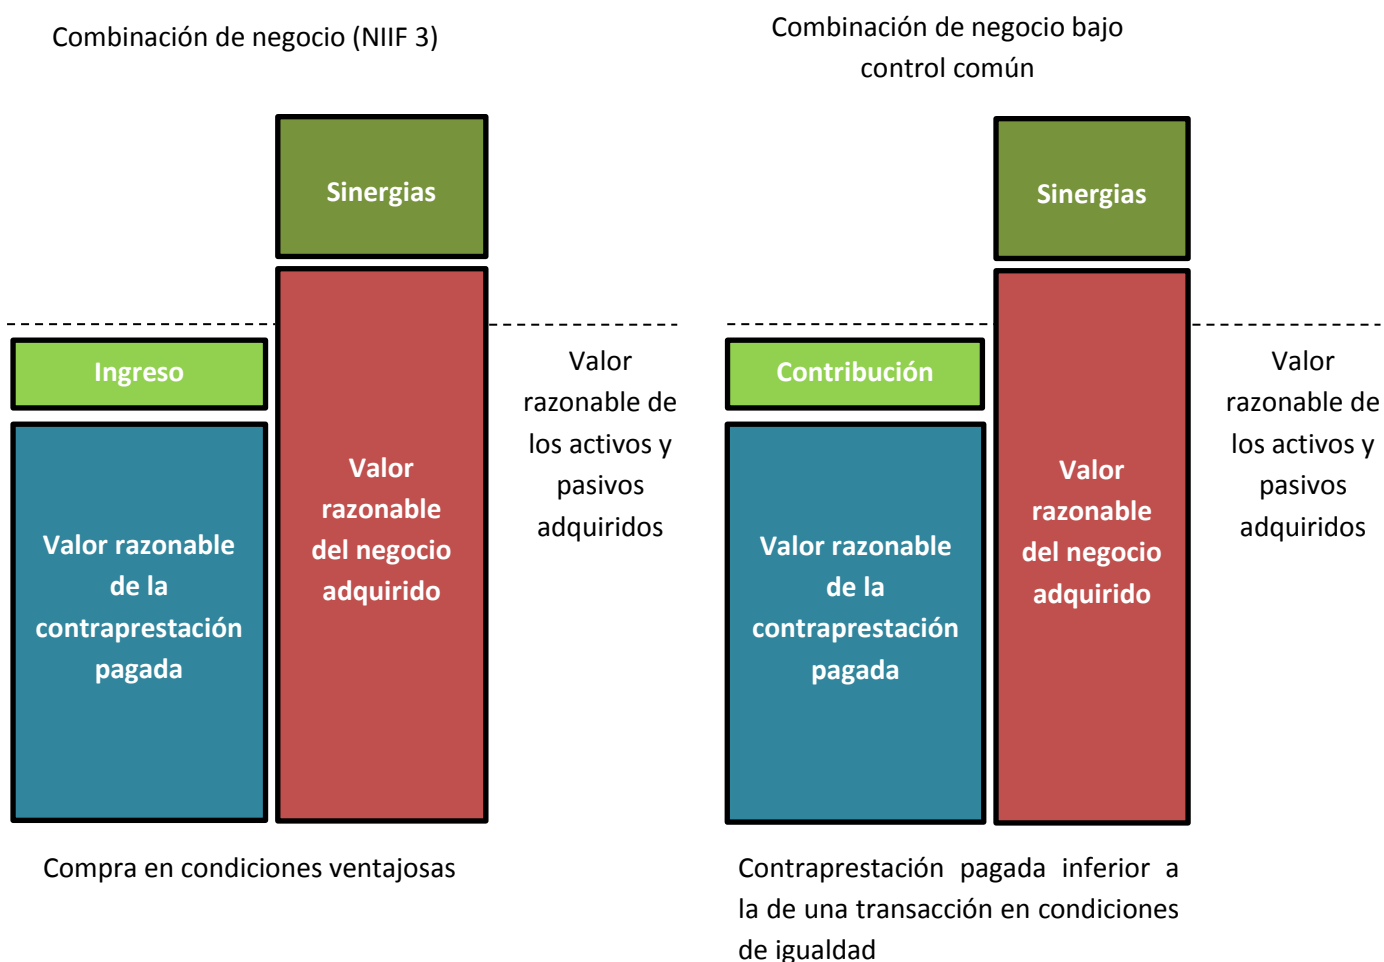 Combinación de negocio (NIIF 3)
Sinergias
Ingreso
Valor razonable
de la
contraprestación
pagada
Valor
razonable
del negocio
adquirido
Valor
razonable de
los activos y
pasivos
adquiridos
Compra en condiciones ventajosas
Combinación de negocio bajo
control común
Sinergias
Contribución
Valor razonable
de la
contraprestación
pagada
Valor
razonable
del negocio
adquirido
Valor
razonable de
los activos y
pasivos
adquiridos
Contraprestación pagada inferior a
la de una transacción en condiciones
de igualdad